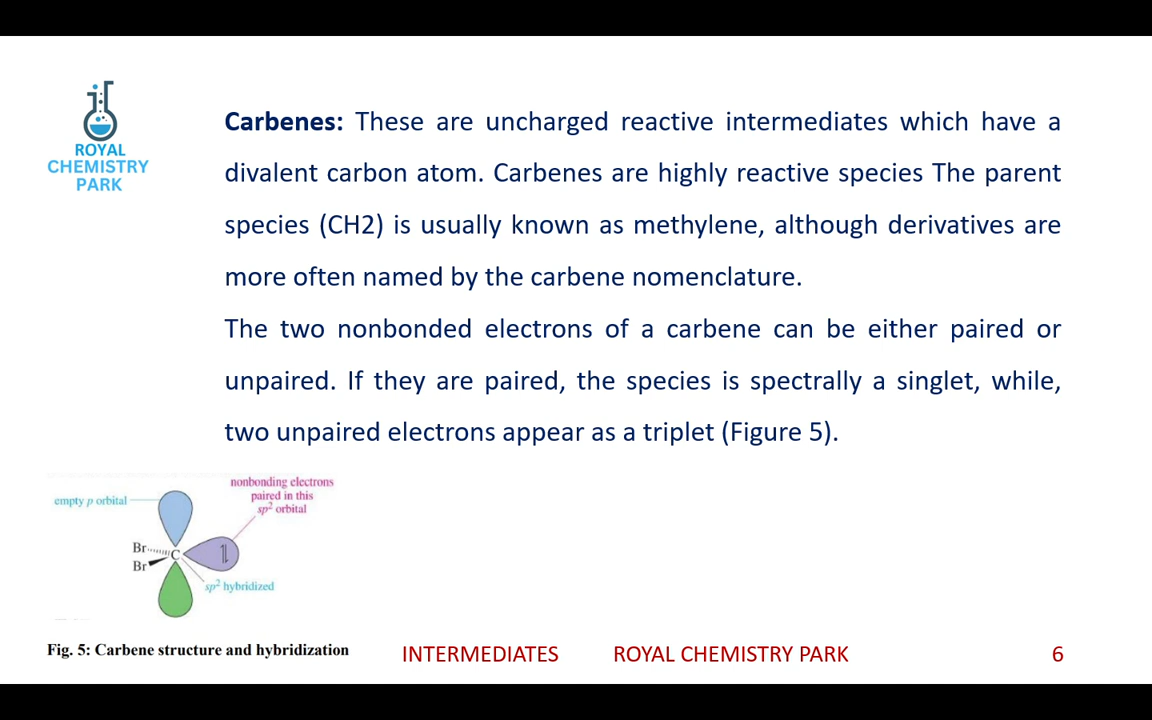 ROYAL
CHEMISTRY
PARK
Carbenes: These are uncharged reactive intermediates which have a
divalent carbon atom. Carbenes are highly reactive species The parent
species (CH2) is usually known as methylene, although derivatives are
more often named by the carbene nomenclature.
The two nonbonded electrons of a carbene can be either paired or
unpaired. If they are paired, the species is spectrally a singlet, while,
two unpaired electrons appear as a triplet (Figure 5).
empty p orbital
nonbonding electrons
paired in this
sp² orbital
Br
C
Br
sp² hybridized
Fig. 5: Carbene structure and hybridization
INTERMEDIATES ROYAL CHEMISTRY PARK 6